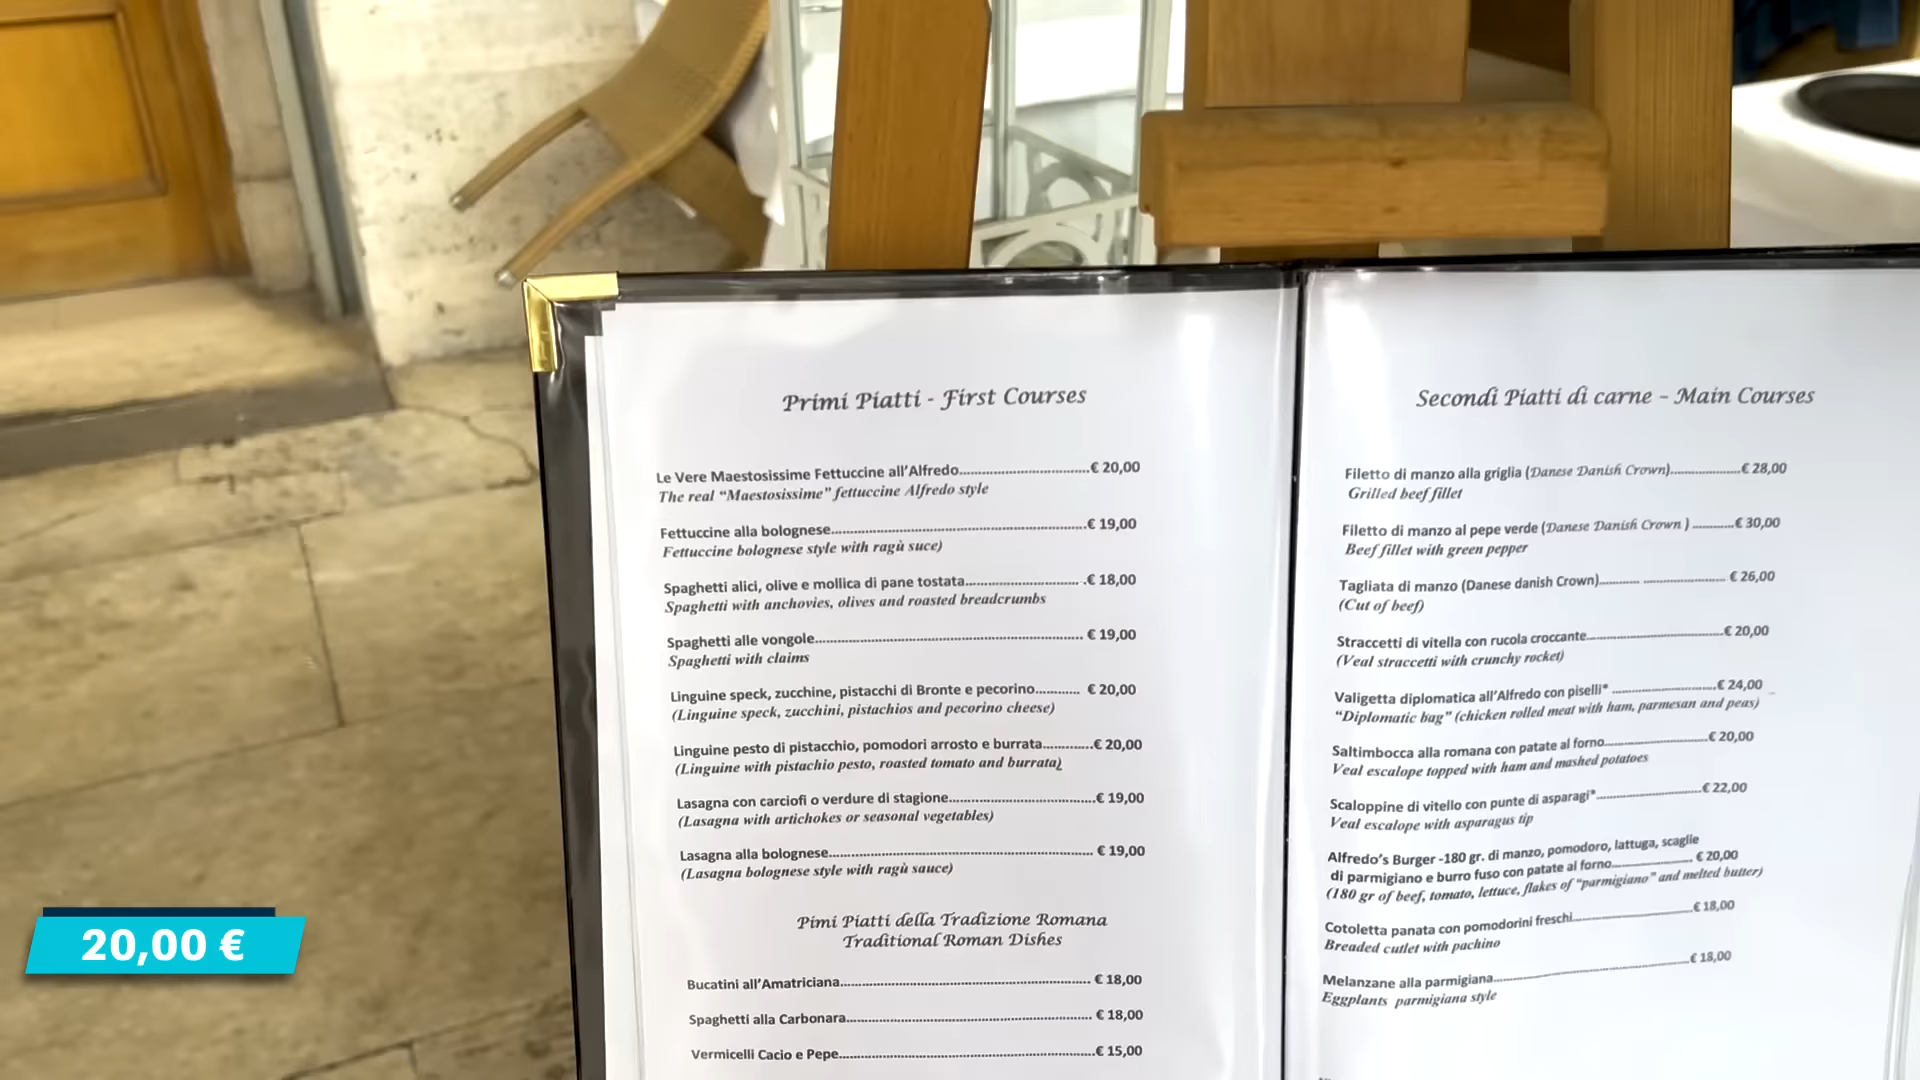 Primi Piatti - First Courses
Le Vere Maestosissime Fettuccine all'Alfredo.......................................€ 20,00
The real "Maestosissime" fettuccine Alfredo style
Fettuccine alla bolognese.......................................€ 19,00
Fettuccine bolognese style with ragù suce)
Spaghetti alici, olive e mollica di pane tostata................................... .€ 18,00
Spaghetti with anchovies, olives and roasted breadcrumbs
Spaghetti alle vongole....................................... € 19,00
Spaghetti with claims
Linguine speck, zucchine, pistacchi di Bronte e pecorino............ € 20,00
(Linguine speck, zucchini, pistachios and pecorino cheese)
Linguine pesto di pistacchio, pomodori arrosto e burrata.............€ 20,00
(Linguine with pistachio pesto, roasted tomato and burrata)
Lasagna con carciofi o verdure di stagione.......................................€ 19,00
(Lasagna with artichokes or seasonal vegetables)
Lasagna alla bolognese....................................... € 19,00
(Lasagna bolognese style with ragù sauce)
Pimi Piatti della Tradizione Romana
Traditional Roman Dishes
Bucatini all'Amatriciana....................................... € 18,00
Spaghetti alla Carbonara....................................... € 18,00
Vermicelli Cacio e Pepe.......................................€ 15,00
Secondi Piatti di carne - Main Courses
Filetto di manzo alla griglia (Danese Danish Crown).....................€ 28,00
Grilled beef fillet
Filetto di manzo al pepe verde (Danese Danish Crown ) ............€ 30,00
Beef fillet with green pepper
Tagliata di manzo (Danese danish Crown)............ ........................ € 26,00
(Cut of beef)
Straccetti di vitella con rucola croccante.......................................€ 20,00
(Veal straccetti with crunchy rocket)
Valigetta diplomatica all'Alfredo con piselli* ...............................€ 24,00
"Diplomatic bag" (chicken rolled meat with ham, parmesan and peas)
Saltimbocca alla romana con patate al forno...............................€ 20,00
Veal escalope topped with ham and mashed potatoes
Scaloppine di vitello con punte di asparagi*...............................€ 22,00
Veal escalope with asparagus tip
Alfredo's Burger -180 gr. di manzo, pomodoro, lattuga, scaglie
di parmigiano e burro fuso con patate al forno........................ € 20,00
(180 gr of beef, tomato, lettuce, flakes of "parmigiano" and melted butter)
Cotoletta panata con pomodorini freschi...................................€ 18,00
Breaded cutlet with pachino
Melanzane alla parmigiana.......................................€ 18,00
Eggplants parmigiana style
20,00 €